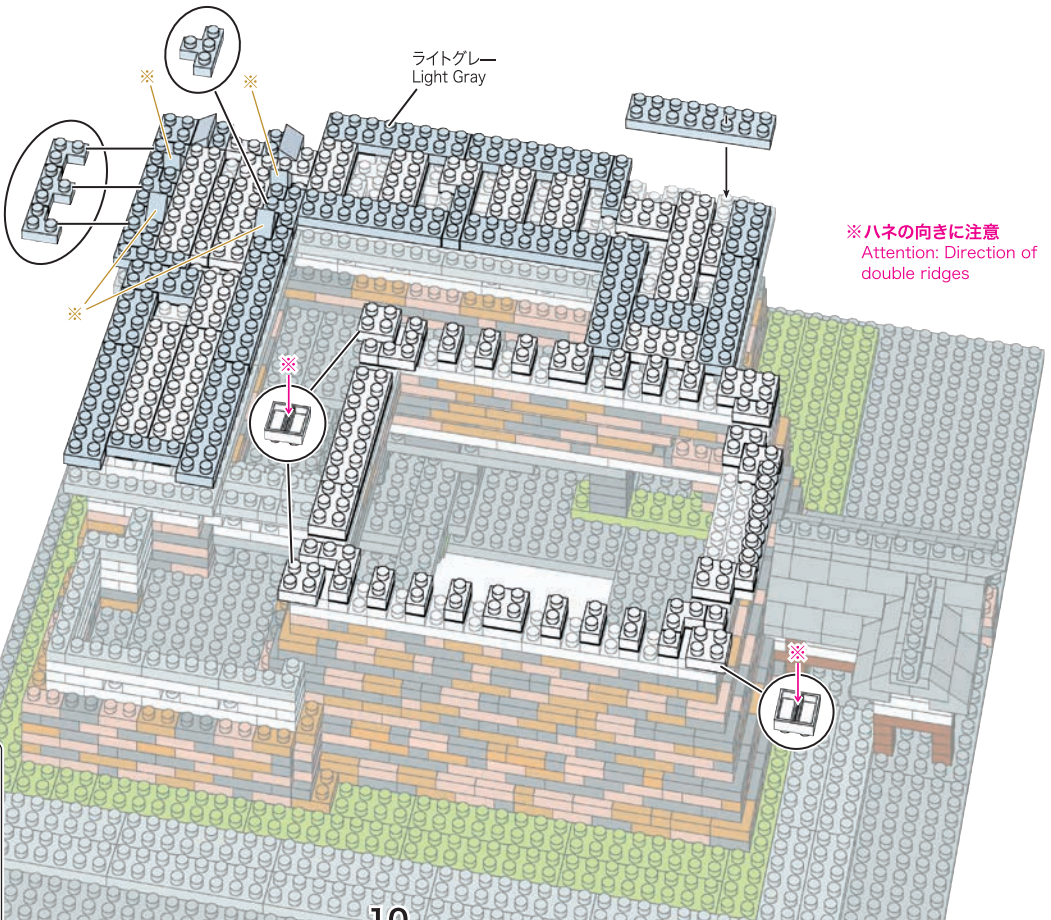 ※
※
ライトグレー
Light Gray
※ハネの向きに注意
Attention: Direction of
double ridges
※
※
※
10